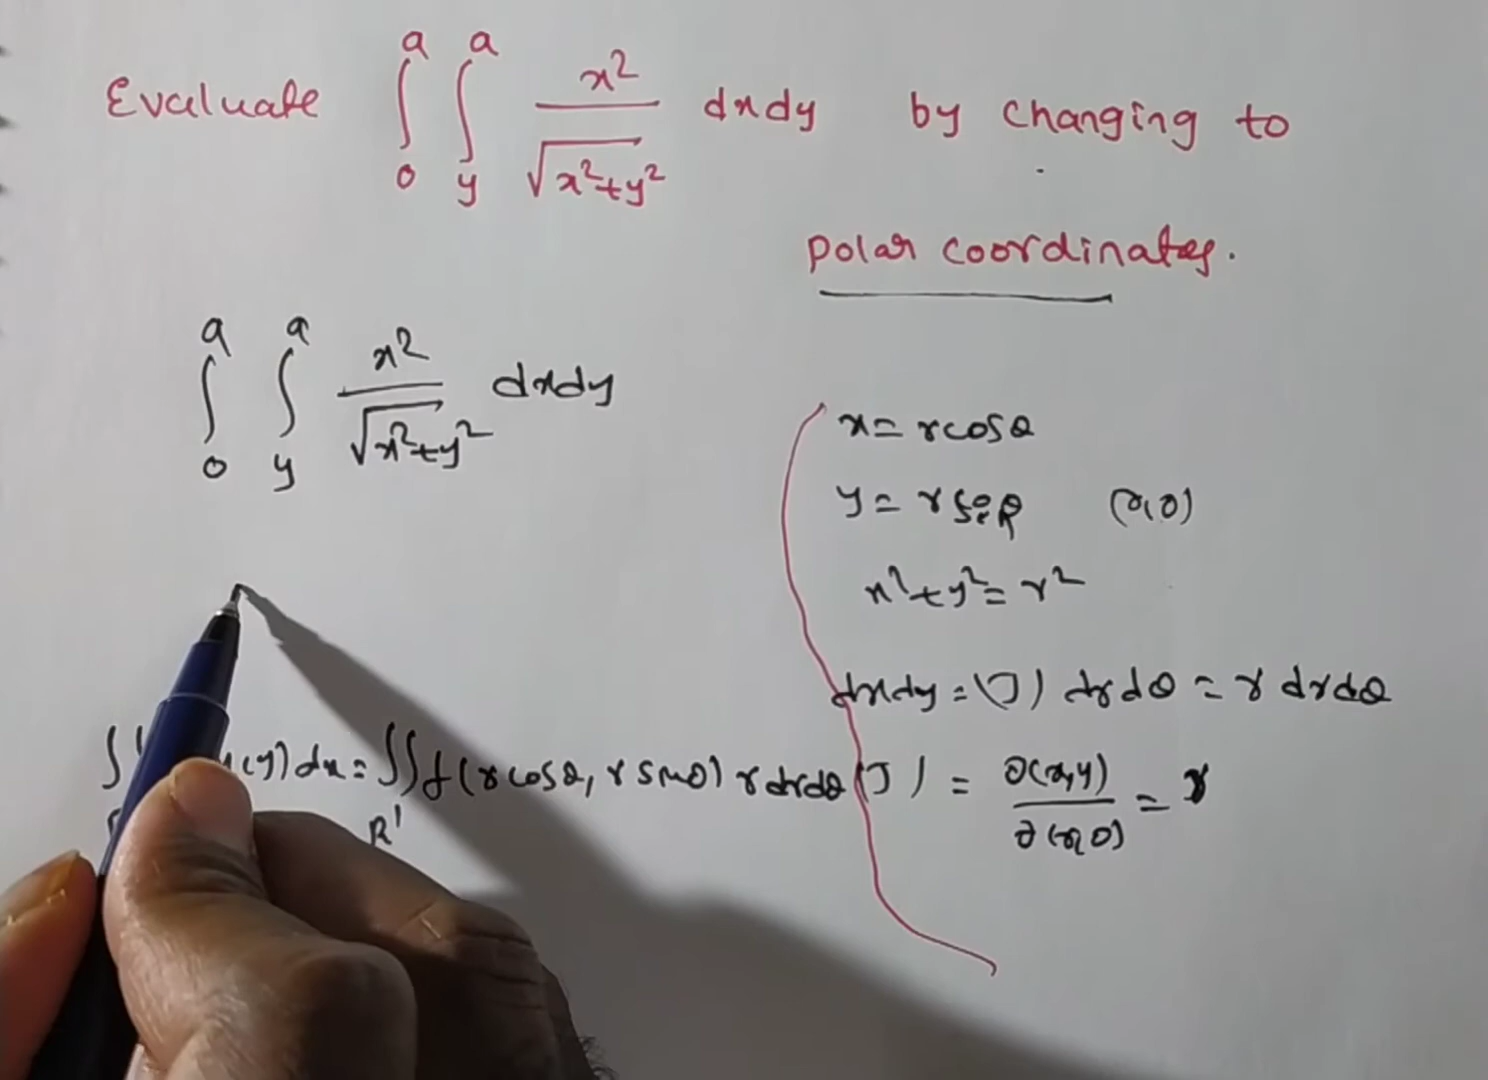 Evaluate ∫₀ᵃ ∫ᵧᵃ x²/√(x²+y²) dxdy by changing to
polar coordinates.
∫₀ᵃ ∫ᵧᵃ x²/√(x²+y²) dxdy
x = r cosθ
y = r sinθ (r,θ)
x²+y² = r²
dxdy = |J| drdθ = r drdθ
,y) dx = ∬ f(r cosθ, r sinθ) r drdθ |J| = ∂(x,y)/∂(r,θ) = r
R'